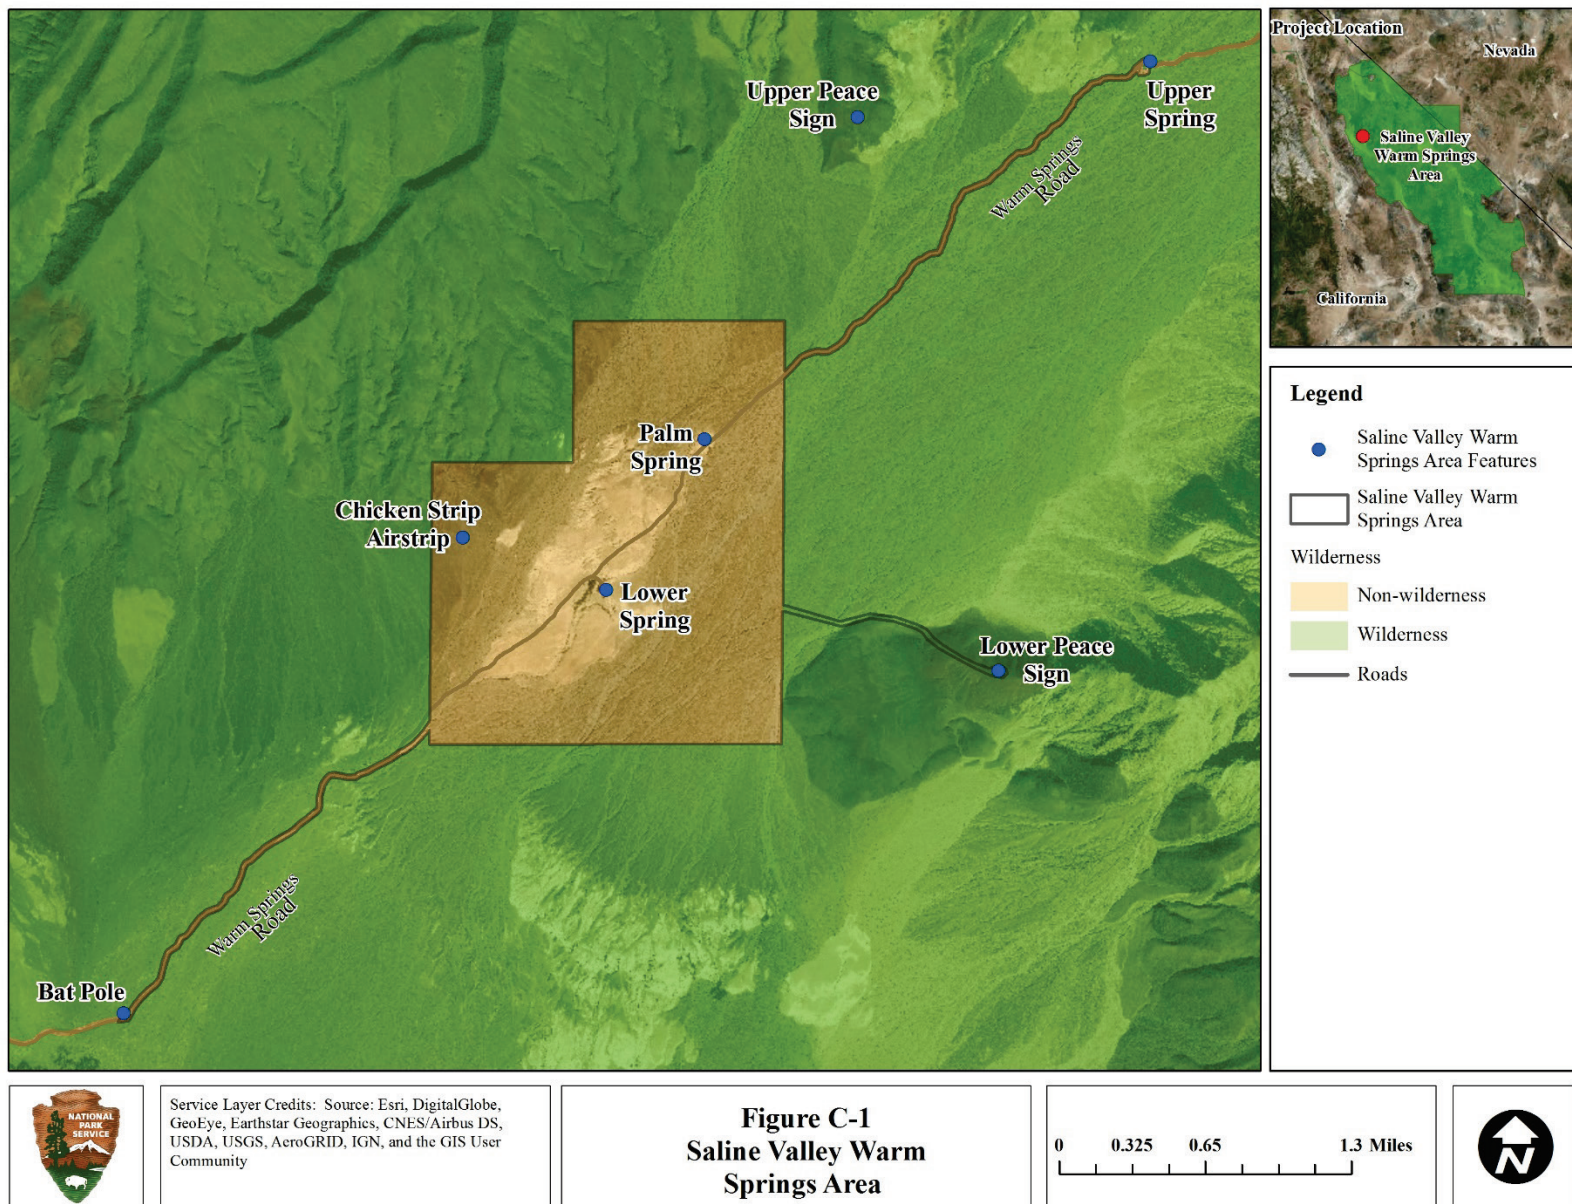 Upper Peace
Sign
Upper
Spring
Warm Springs
Road
Palm
Spring
Chicken Strip
Airstrip
Lower
Spring
Lower Peace
Sign
Warm Springs
Road
Bat Pole
Project Location
Nevada
Saline Valley
Warm Springs
Area
California
Legend
Saline Valley Warm
Springs Area Features
Saline Valley Warm
Springs Area
Wilderness
Non-wilderness
Wilderness
Roads
NATIONAL
PARK
SERVICE
Service Layer Credits: Source: Esri, DigitalGlobe,
GeoEye, Earthstar Geographics, CNES/Airbus DS,
USDA, USGS, AeroGRID, IGN, and the GIS User
Community
Figure C-1
Saline Valley Warm
Springs Area
0 0.325 0.65 1.3 Miles
N